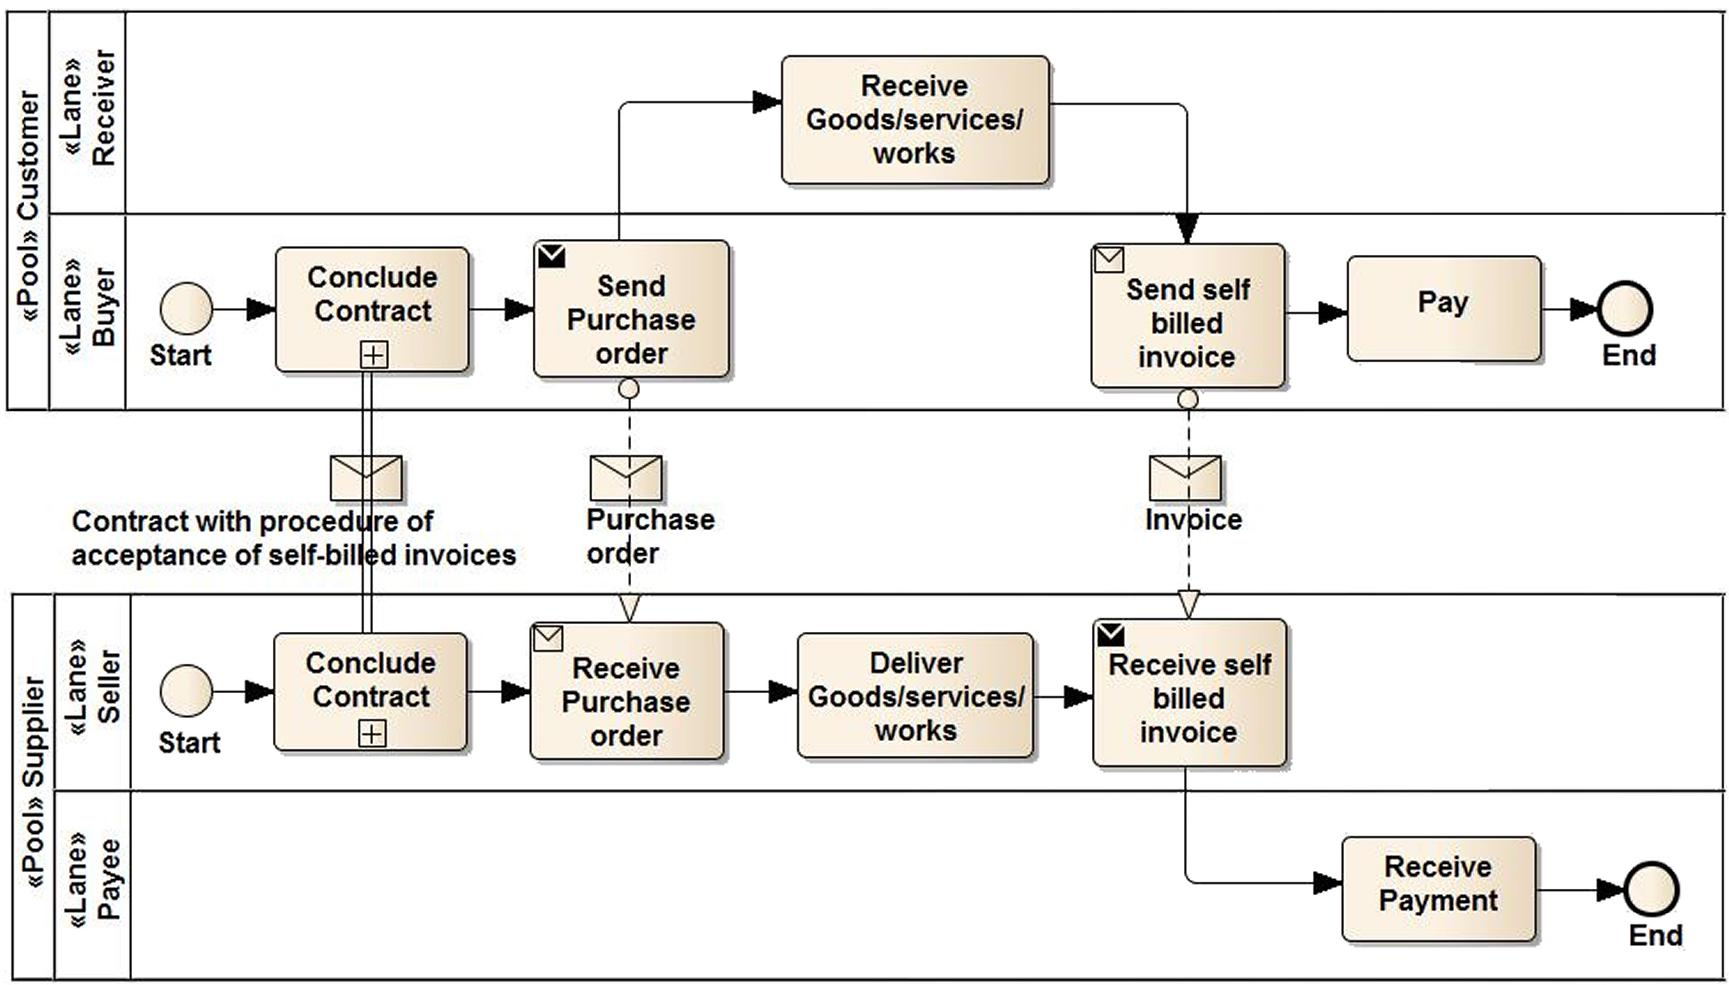 «Pool» Customer
«Lane»
Receiver
Receive
Goods/services/
works
«Lane»
Buyer
Start
Conclude
Contract
Send
Purchase
order
Send self
billed
invoice
Pay
End
Contract with procedure of
acceptance of self-billed invoices
Purchase
order
Invoice
«Pool» Supplier
«Lane»
Seller
Start
Conclude
Contract
Receive
Purchase
order
Deliver
Goods/services/
works
Receive self
billed
invoice
«Lane»
Payee
Receive
Payment
End